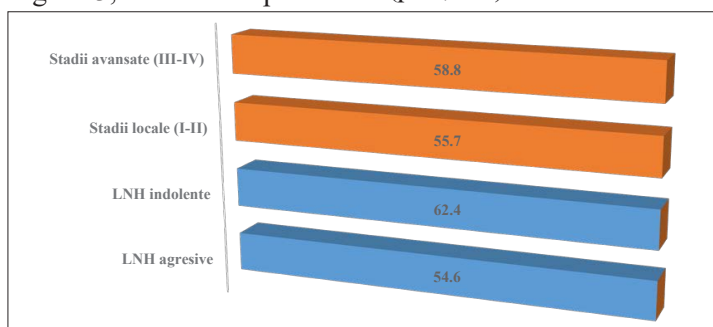 Stadii avansate (III-IV)
58.8
Stadii locale (I-II)
55.7
LNH indolente
62.4
LNH agresive
54.6